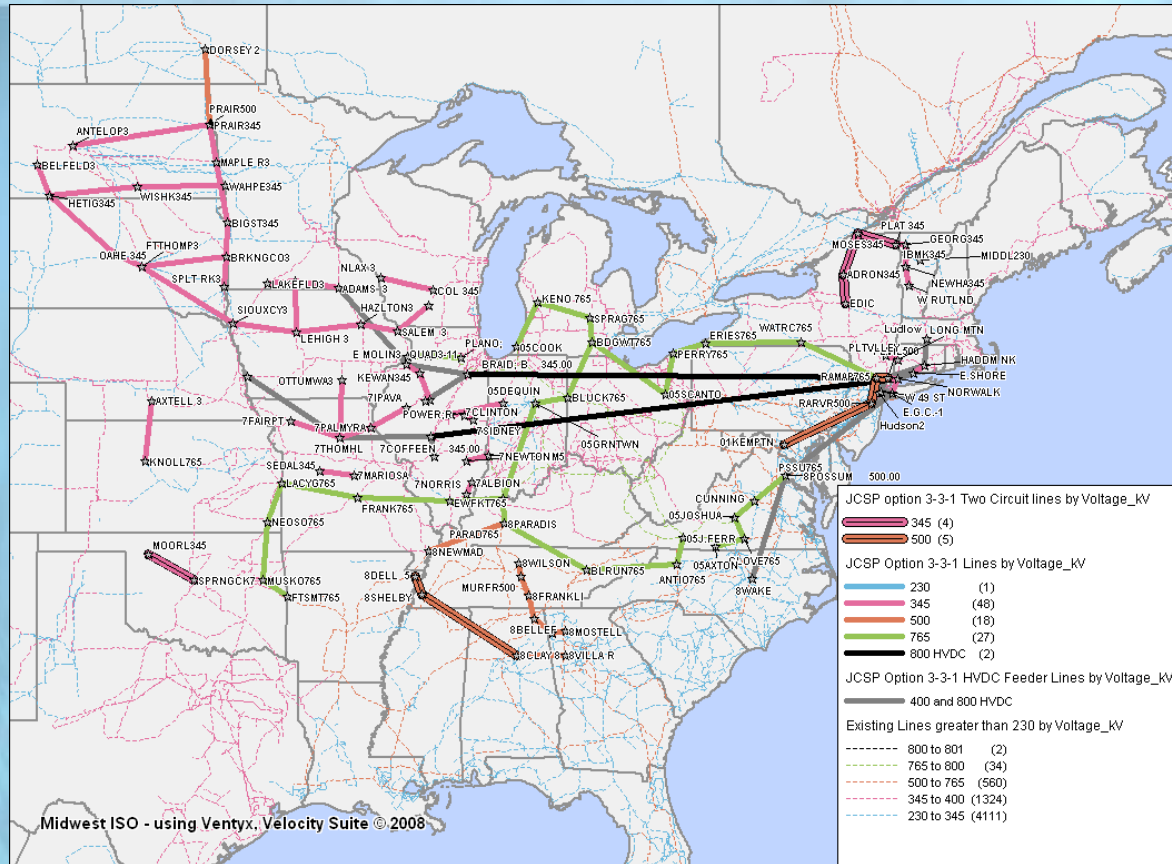 DORSEY 2
PRAIR500
PRAIR345
ANTELOP3
BELFELD3
MAPLE R3
WAHPE345
WISHK345
HETIG345
BIGST345
FTTHOMP3
OAHE 345
BRKNGCO3
SPLT RK3
LAKEFLD3
ADAMS- 3
NLAX 3
COL 345
HAZLTON3
SIOUXCY3
LEHIGH 3
SALEM 3
KENO 765
SPRAG765
05COOK
BDGWT765
PERRY765
ERIES765
WATRC765
PLAT 345
MOSES345
GEORG345
IBMK345
MIDDL230
ADRON345
NEWHA345
W RUTLND
EDIC
Ludlow
LONG MTN
PLTVLLEY
HADDM NK
E.SHORE
NORWALK
RAMAP765
W 49 ST
RARVR500
E.G.C.-1
Hudson2
E MOLIN3
QUAD3-11
PLANO;
BRAID; B
345.00
KEWAN345
OTTUMWA3
7IPAVA
05DEQUIN
BLUCK765
05SCANTO
AXTELL 3
7FAIRPT
7PALMYRA
POWER;R
7CLINTON
7SIDNEY
05GRNTWN
01KEMPTN
7THOMHL
7COFFEEN
345.00
7NEWTON
M5
KNOLL765
SEDAL345
7MARIOSA
7NORRIS
7ALBION
PSSU765
8POSSUM
500.00
LACYG765
FRANK765
EWFKT765
CUNNING
05JOSHUA
NEOSO765
8PARADIS
PARAD765
05J.FERR
8NEWMAD
CLOVE765
05AXTON
MOORL345
SPRNGCK7
MUSKO765
FTSMT765
8DELL 5
8SHELBY
8WILSON
MURFR500
BLRUN765
ANTIO765
8WAKE
8FRANKLI
8BELLEF
8MOSTELL
8CLAY 8
8VILLA R
JCSP option 3-3-1 Two Circuit lines by Voltage_kV
345 (4)
500 (5)
JCSP Option 3-3-1 Lines by Voltage_kV
230 (1)
345 (48)
500 (18)
765 (27)
800 HVDC (2)
JCSP Option 3-3-1 HVDC Feeder Lines by Voltage_kV
400 and 800 HVDC
Existing Lines greater than 230 by Voltage_kV
800 to 801 (2)
765 to 800 (34)
500 to 765 (560)
345 to 400 (1324)
230 to 345 (4111)
Midwest ISO - using Ventyx, Velocity Suite © 2008